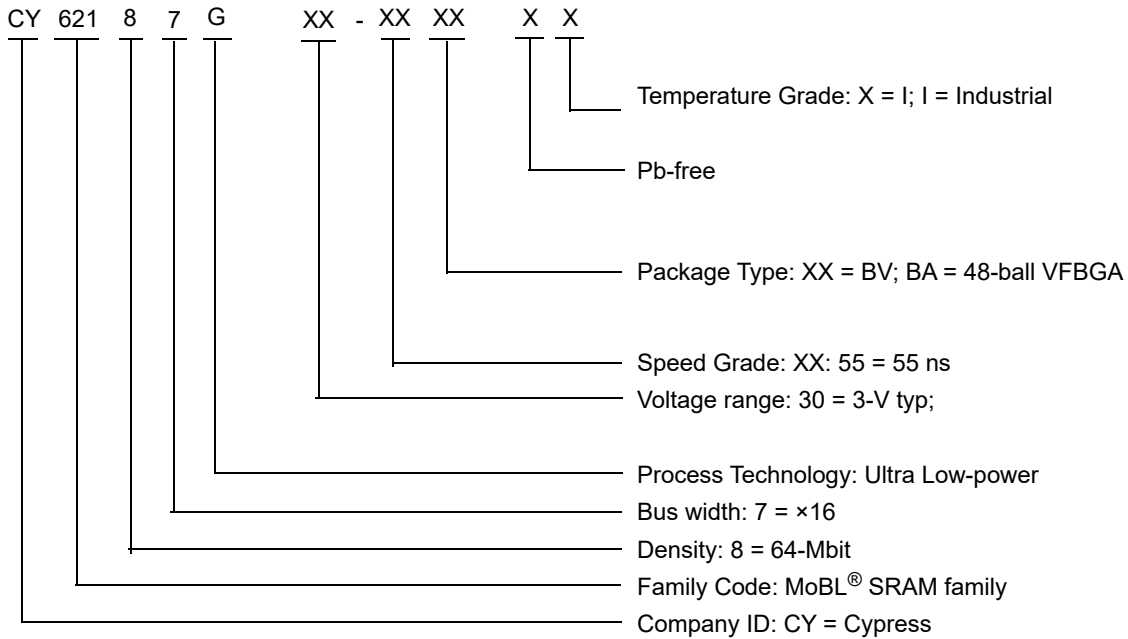 CY 621 8 7 G XX - XX XX X X
Temperature Grade: X = I; I = Industrial
Pb-free
Package Type: XX = BV; BA = 48-ball VFBGA
Speed Grade: XX: 55 = 55 ns
Voltage range: 30 = 3-V typ;
Process Technology: Ultra Low-power
Bus width: 7 = ×16
Density: 8 = 64-Mbit
Family Code: MoBL® SRAM family
Company ID: CY = Cypress